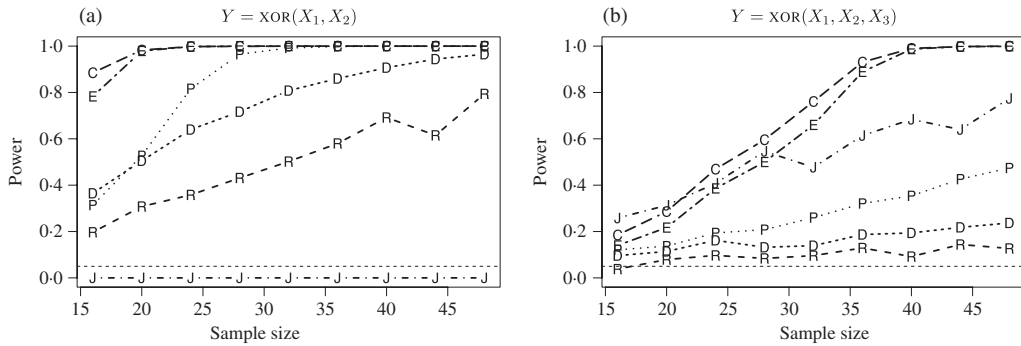 (a) Y = XOR(X1, X2)
1·0
0·8
0·6
0·4
0·2
0·0
Power
C C C C C C C C C
E E E E E E E E E
P P P P P P P P P
D D D D D D D D D
R R R R R R R R R
J J J J J J J J J
15 20 25 30 35 40 45 50
Sample size
(b) Y = XOR(X1, X2, X3)
1·0
0·8
0·6
0·4
0·2
0·0
Power
C C C C C C C C C
E E E E E E E E E
J J J J J J J J J
P P P P P P P P P
D D D D D D D D D
R R R R R R R R R
15 20 25 30 35 40 45 50
Sample size